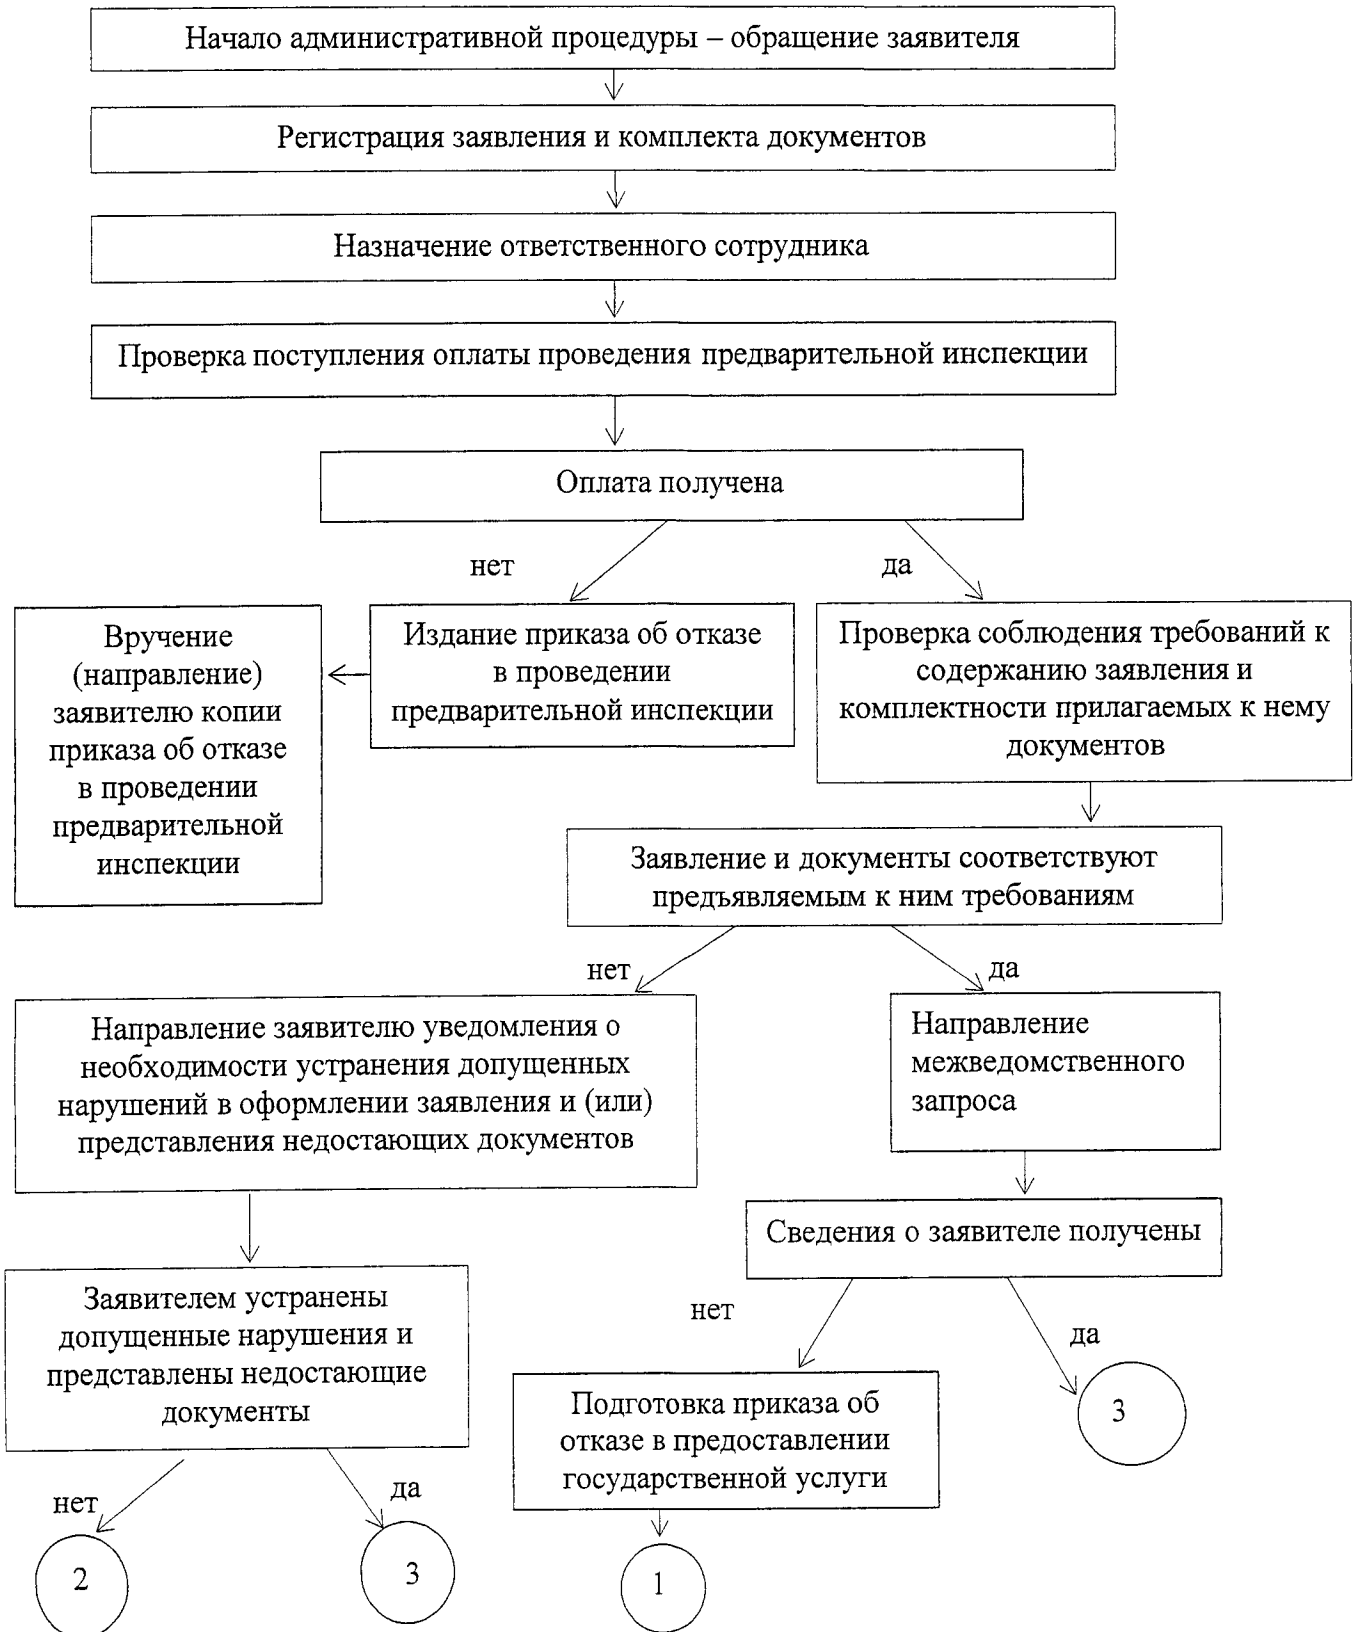 Начало административной процедуры – обращение заявителя
Регистрация заявления и комплекта документов
Назначение ответственного сотрудника
Проверка поступления оплаты проведения предварительной инспекции
Оплата получена
нет
да
Вручение
(направление)
заявителю копии
приказа об отказе
в проведении
предварительной
инспекции
Издание приказа об отказе
в проведении
предварительной инспекции
Проверка соблюдения требований к
содержанию заявления и
комплектности прилагаемых к нему
документов
Заявление и документы соответствуют
предъявляемым к ним требованиям
нет
да
Направление заявителю уведомления о
необходимости устранения допущенных
нарушений в оформлении заявления и (или)
представления недостающих документов
Направление
межведомственного
запроса
Сведения о заявителе получены
Заявителем устранены
допущенные нарушения и
представлены недостающие
документы
нет
да
Подготовка приказа об
отказе в предоставлении
государственной услуги
3
нет
да
2
3
1